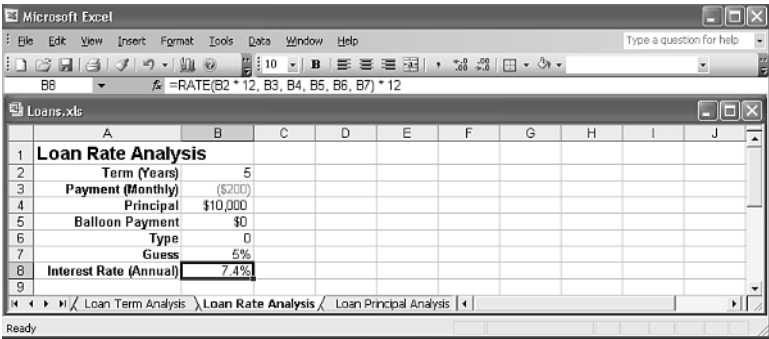 Microsoft Excel
File Edit View Insert Format Tools Data Window Help Type a question for help
10 B
B8 fx =RATE(B2 * 12, B3, B4, B5, B6, B7) * 12
Loans.xls
A B C D E F G H I J
1 Loan Rate Analysis
2 Term (Years) 5
3 Payment (Monthly) ($200)
4 Principal $10,000
5 Balloon Payment $0
6 Type 0
7 Guess 5%
8 Interest Rate (Annual) 7.4%
9
Loan Term Analysis Loan Rate Analysis Loan Principal Analysis
Ready